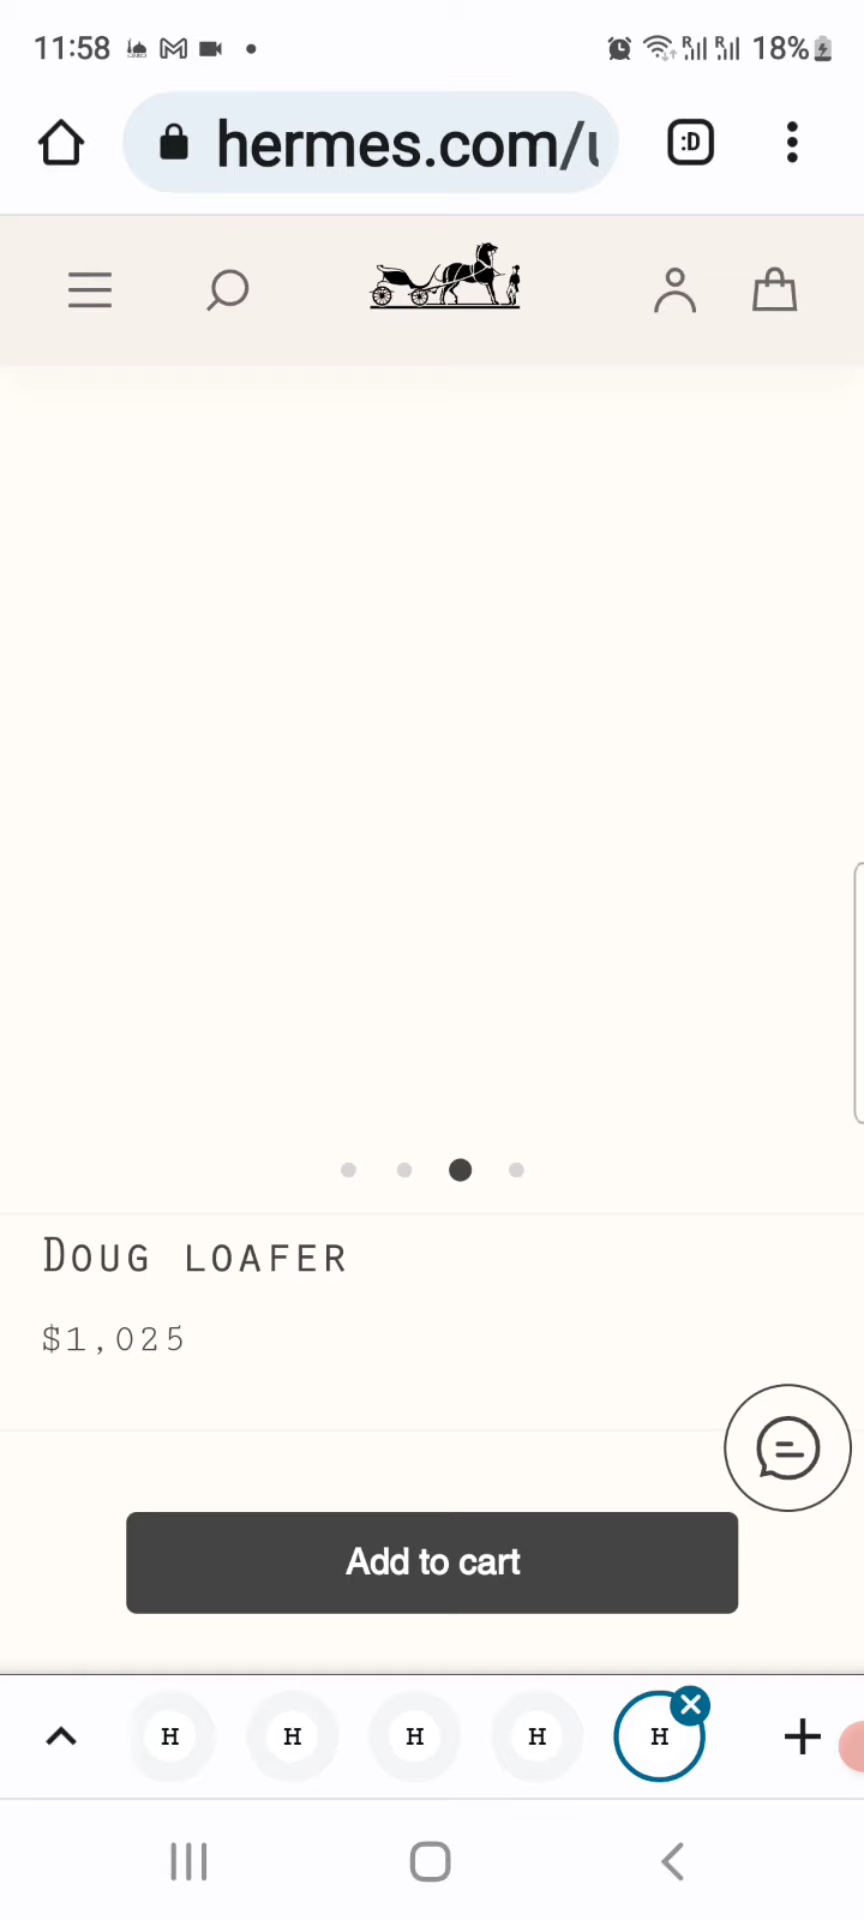 11:58
18%
hermes.com/
:D
Doug loafer
$1,025
Add to cart
H H H H H